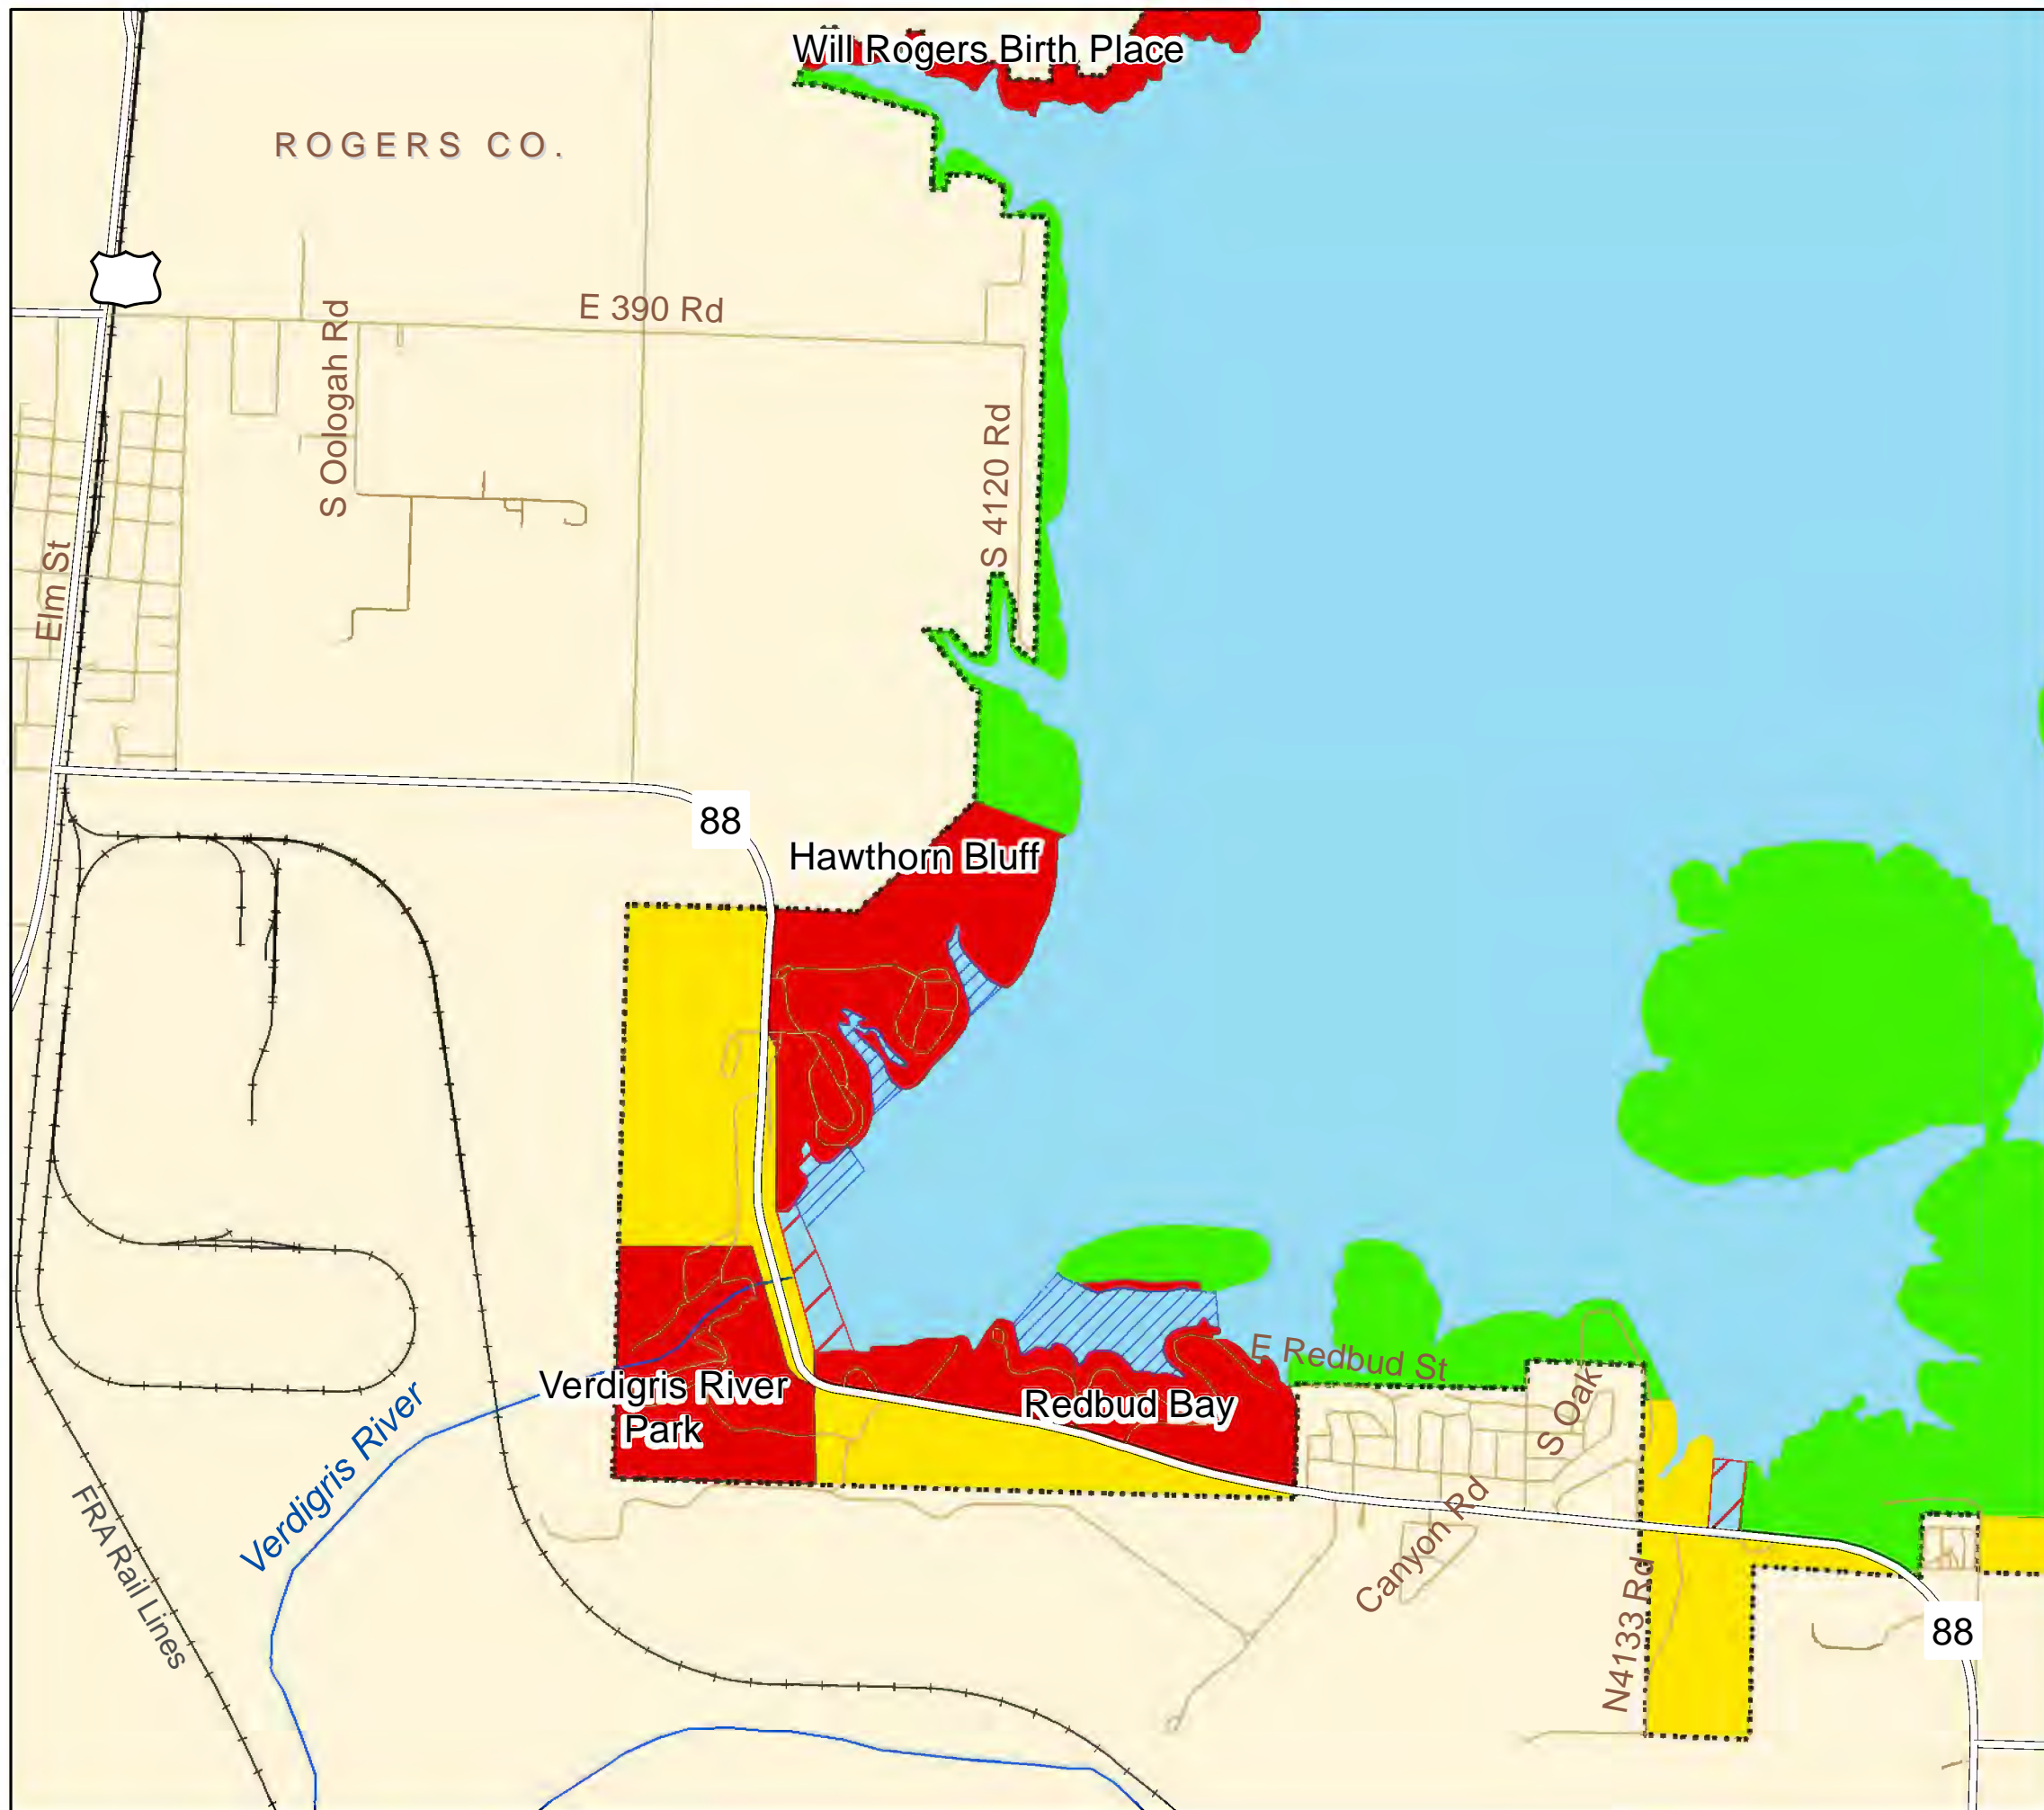 Will Rogers Birth Place
ROGERS CO.
E 390 Rd
S Oologah Rd
S 4120 Rd
Elm St
88
Hawthorn Bluff
E Redbud St
Verdigris River
Park
Redbud Bay
S Oak
Verdigris River
Canyon Rd
FRA Rail Lines
N4133 Rd
88